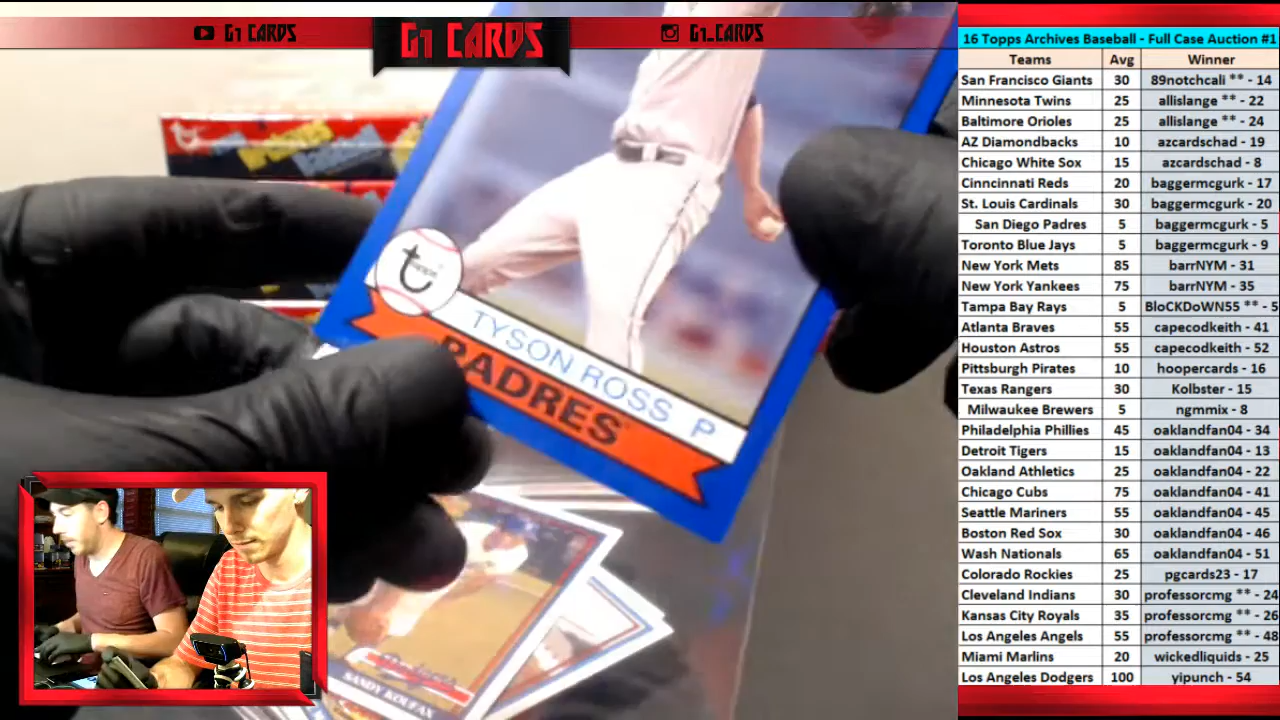 G1 CARDS
G1 CARDS
G1_CARDS
topps
TYSON ROSS P
PADRES
Dodgers
SANDY KOUFAX
16 Topps Archives Baseball - Full Case Auction #1
Teams Avg Winner
San Francisco Giants 30 89notchcali ** - 14
Minnesota Twins 25 allislange ** - 22
Baltimore Orioles 25 allislange ** - 24
AZ Diamondbacks 10 azcardschad - 19
Chicago White Sox 15 azcardschad - 8
Cinncinnati Reds 20 baggermcgurk - 17
St. Louis Cardinals 30 baggermcgurk - 20
San Diego Padres 5 baggermcgurk - 5
Toronto Blue Jays 5 baggermcgurk - 9
New York Mets 85 barrNYM - 31
New York Yankees 75 barrNYM - 35
Tampa Bay Rays 5 BloCKDoWN55 ** - 5
Atlanta Braves 55 capecodkeith - 41
Houston Astros 55 capecodkeith - 52
Pittsburgh Pirates 10 hoopercards - 16
Texas Rangers 30 Kolbster - 15
Milwaukee Brewers 5 ngmmix - 8
Philadelphia Phillies 45 oaklandfan04 - 34
Detroit Tigers 15 oaklandfan04 - 13
Oakland Athletics 25 oaklandfan04 - 22
Chicago Cubs 75 oaklandfan04 - 41
Seattle Mariners 55 oaklandfan04 - 45
Boston Red Sox 30 oaklandfan04 - 46
Wash Nationals 65 oaklandfan04 - 51
Colorado Rockies 25 pgcards23 - 17
Cleveland Indians 30 professorcmg ** - 24
Kansas City Royals 35 professorcmg ** - 26
Los Angeles Angels 55 professorcmg ** - 48
Miami Marlins 20 wickedliquids - 25
Los Angeles Dodgers 100 yipunch - 54